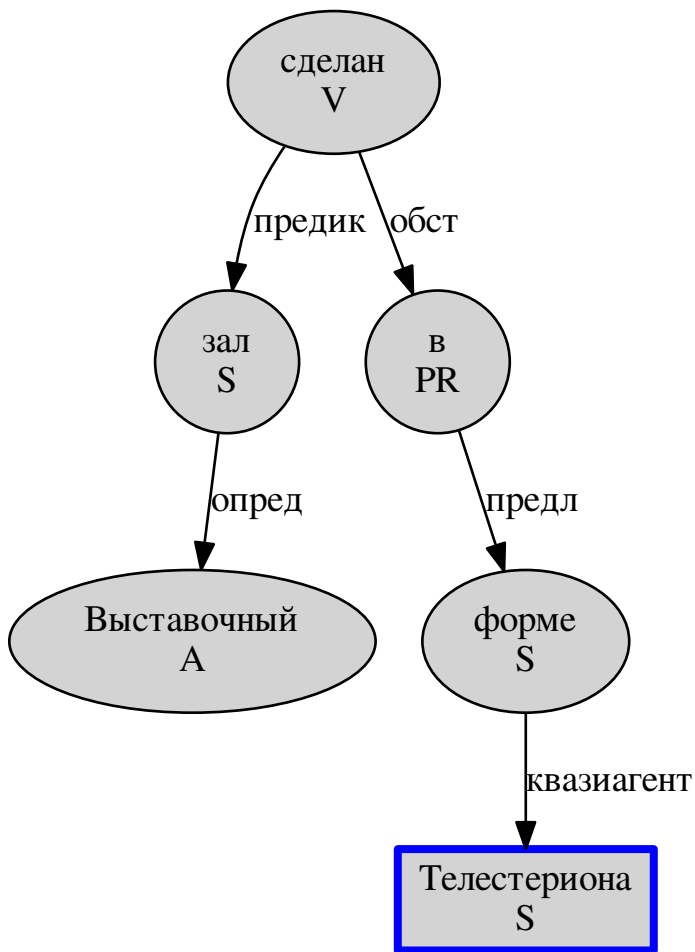 сделан
V
предик
обст
зал
S
в
PR
опред
предл
Выставочный
A
форме
S
квазиагент
Телестериона
S